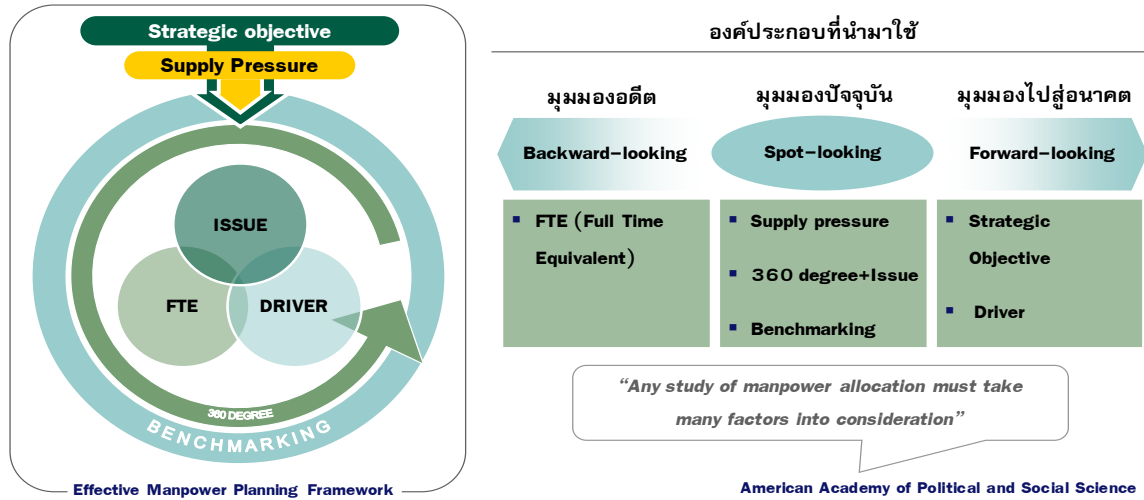 Strategic objective
Supply Pressure
ISSUE
FTE
DRIVER
360 DEGREE
BENCHMARKING
Effective Manpower Planning Framework
องค์ประกอบที่นำมาใช้
มุมมองอดีต
มุมมองปัจจุบัน
มุมมองไปสู่อนาคต
Backward-looking
Spot-looking
Forward-looking
▪ FTE (Full Time
Equivalent)
▪ Supply pressure
▪ 360 degree+Issue
▪ Benchmarking
▪ Strategic
Objective
▪ Driver
“Any study of manpower allocation must take
many factors into consideration”
American Academy of Political and Social Science